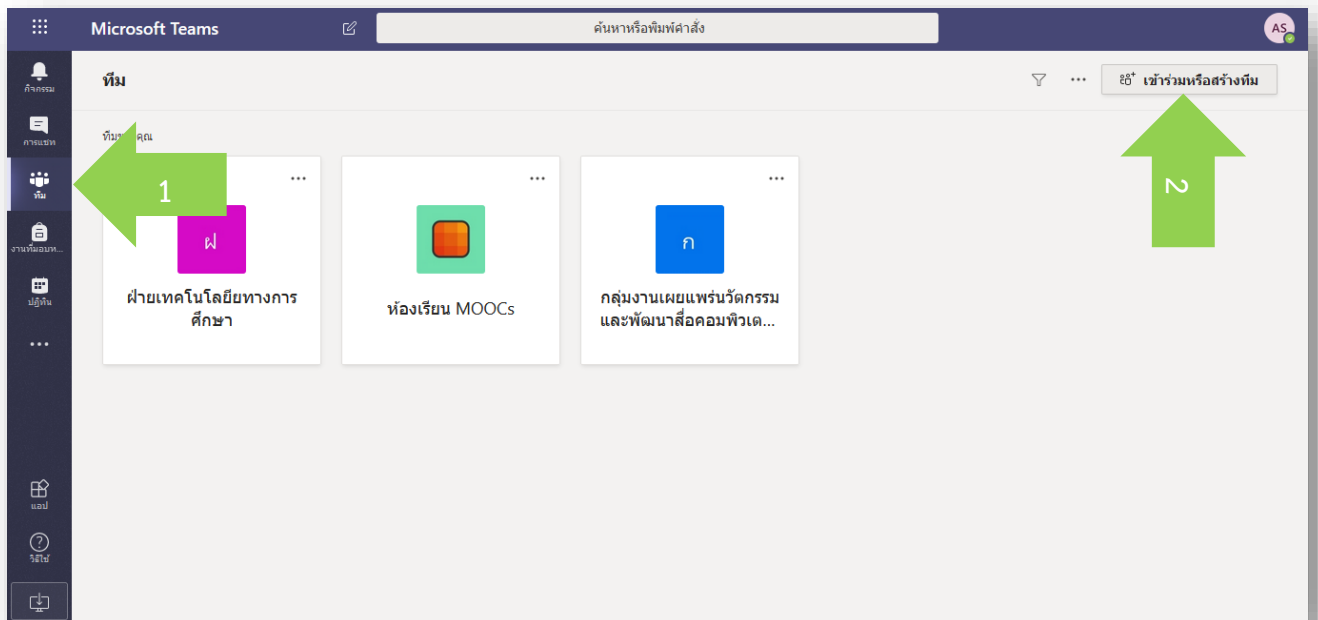 Microsoft Teams
ค้นหาหรือพิมพ์คำสั่ง
AS
กิจกรรม
ทีม
เข้าร่วมหรือสร้างทีม
การแชท
ทีม
1
2
...
...
...
ฝ
ก
งานที่มอบห...
ฝ่ายเทคโนโลยียทางการ
ศึกษา
ห้องเรียน MOOCs
กลุ่มงานเผยแพร่นวัตกรรม
และพัฒนาสื่อคอมพิวเต...
ปฏิทิน
แอป
วิธีใช้